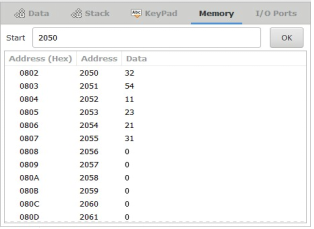 Data Stack ABC KeyPad Memory I/O Ports
Start 2050 OK
Address (Hex) Address Data
0802 2050 32
0803 2051 54
0804 2052 11
0805 2053 23
0806 2054 21
0807 2055 31
0808 2056 0
0809 2057 0
080A 2058 0
080B 2059 0
080C 2060 0
080D 2061 0